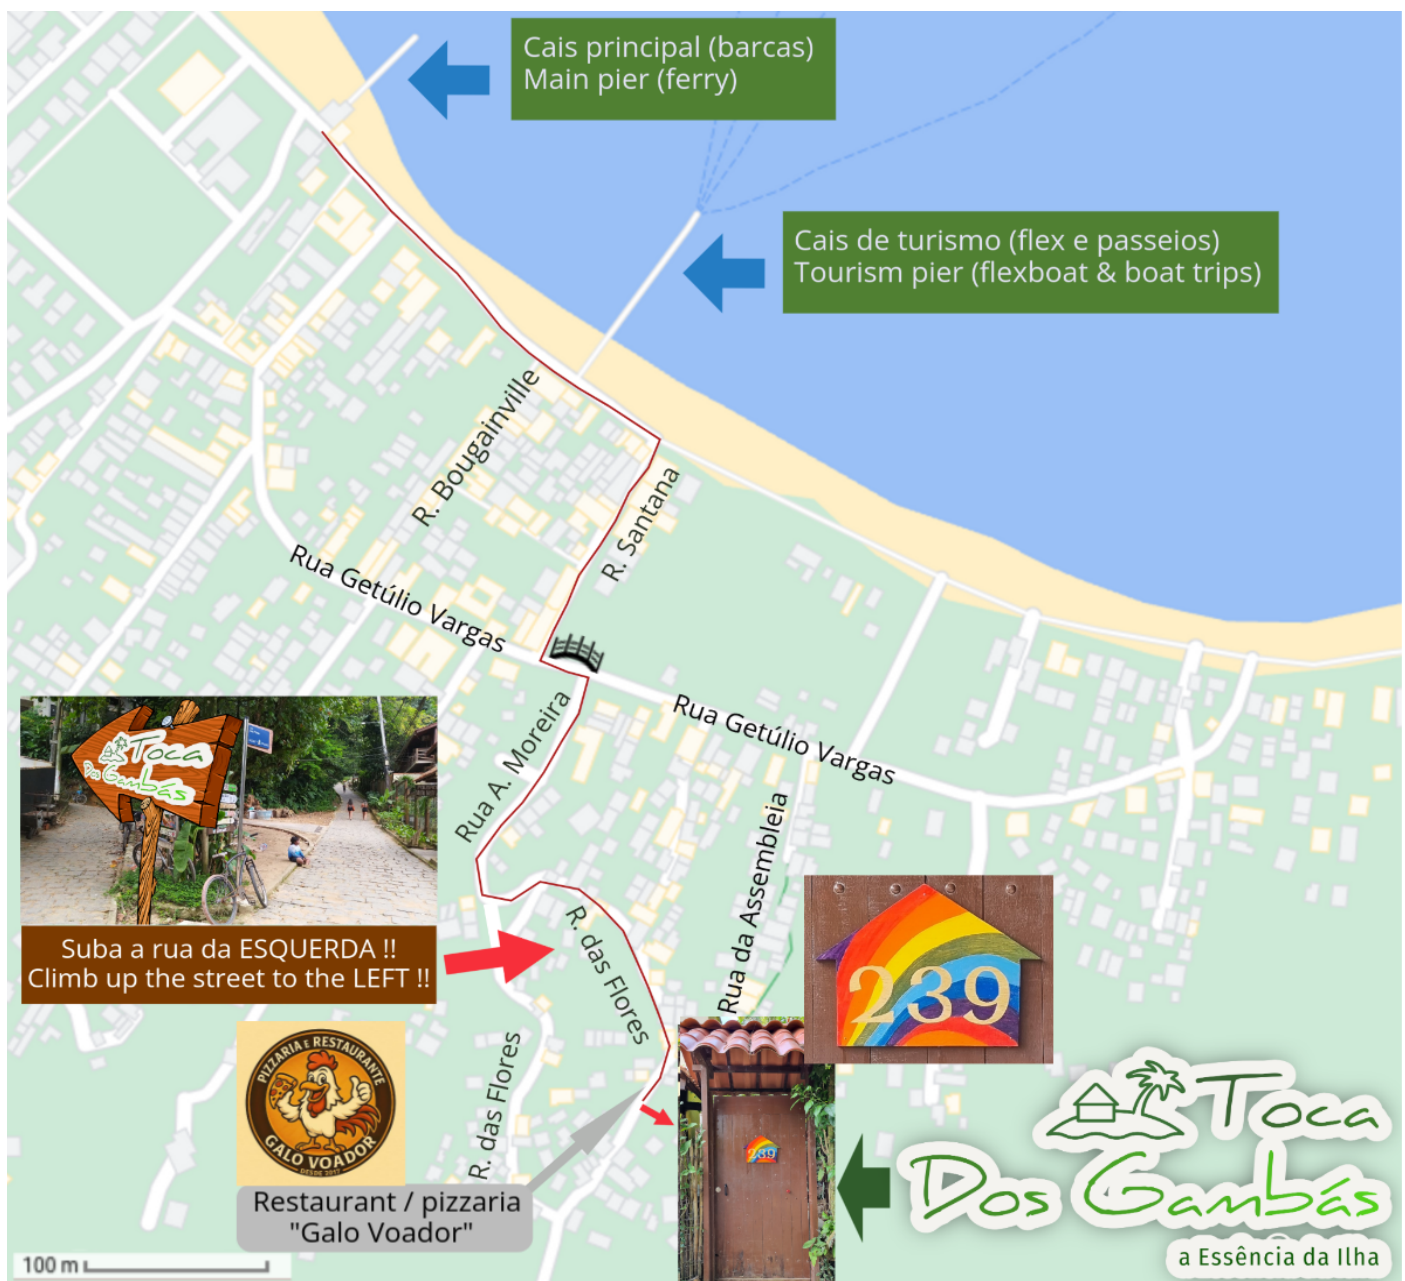 Cais principal (barcas)
Main pier (ferry)
Cais de turismo (flex e passeios)
Tourism pier (flexboat & boat trips)
R. Bougainville
R. Santana
Rua Getúlio Vargas
Rua Getúlio Vargas
Rua A. Moreira
Toca
Dos Gambás
Suba a rua da ESQUERDA !!
Climb up the street to the LEFT !!
R. das Flores
Rua da Assembleia
239
R. das Flores
PIZZARIA E RESTAURANTE
GALO VOADOR
DESDE 2017
Restaurant / pizzaria
"Galo Voador"
239
Toca
Dos Gambás
a Essência da Ilha
100 m